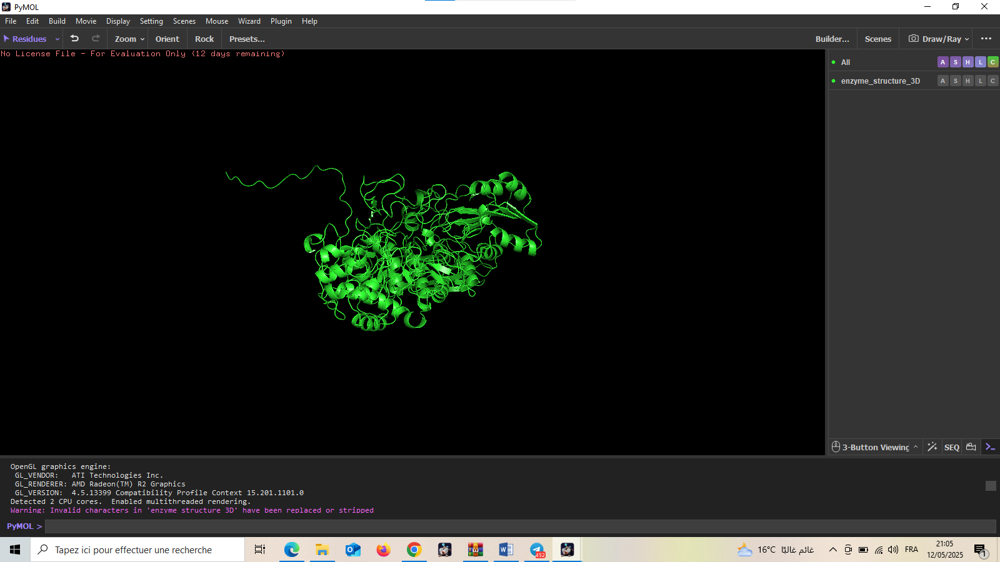 PyMOL
File Edit Build Movie Display Setting Scenes Mouse Wizard Plugin Help
Residues Zoom Orient Rock Presets... Builder... Scenes Draw/Ray
No License File - For Evaluation Only (12 days remaining)
All A S H L C
enzyme_structure_3D A S H L C
3-Button Viewing SEQ
OpenGL graphics engine:
GL_VENDOR: ATI Technologies Inc.
GL_RENDERER: AMD Radeon(TM) R2 Graphics
GL_VERSION: 4.5.13399 Compatibility Profile Context 15.201.1101.0
Detected 2 CPU cores. Enabled multithreaded rendering.
Warning: Invalid characters in 'enzyme structure 3D' have been replaced or stripped
PyMOL >
Tapez ici pour effectuer une recherche
452
16°C غائم غالبًا
FRA
21:05
12/05/2025
1